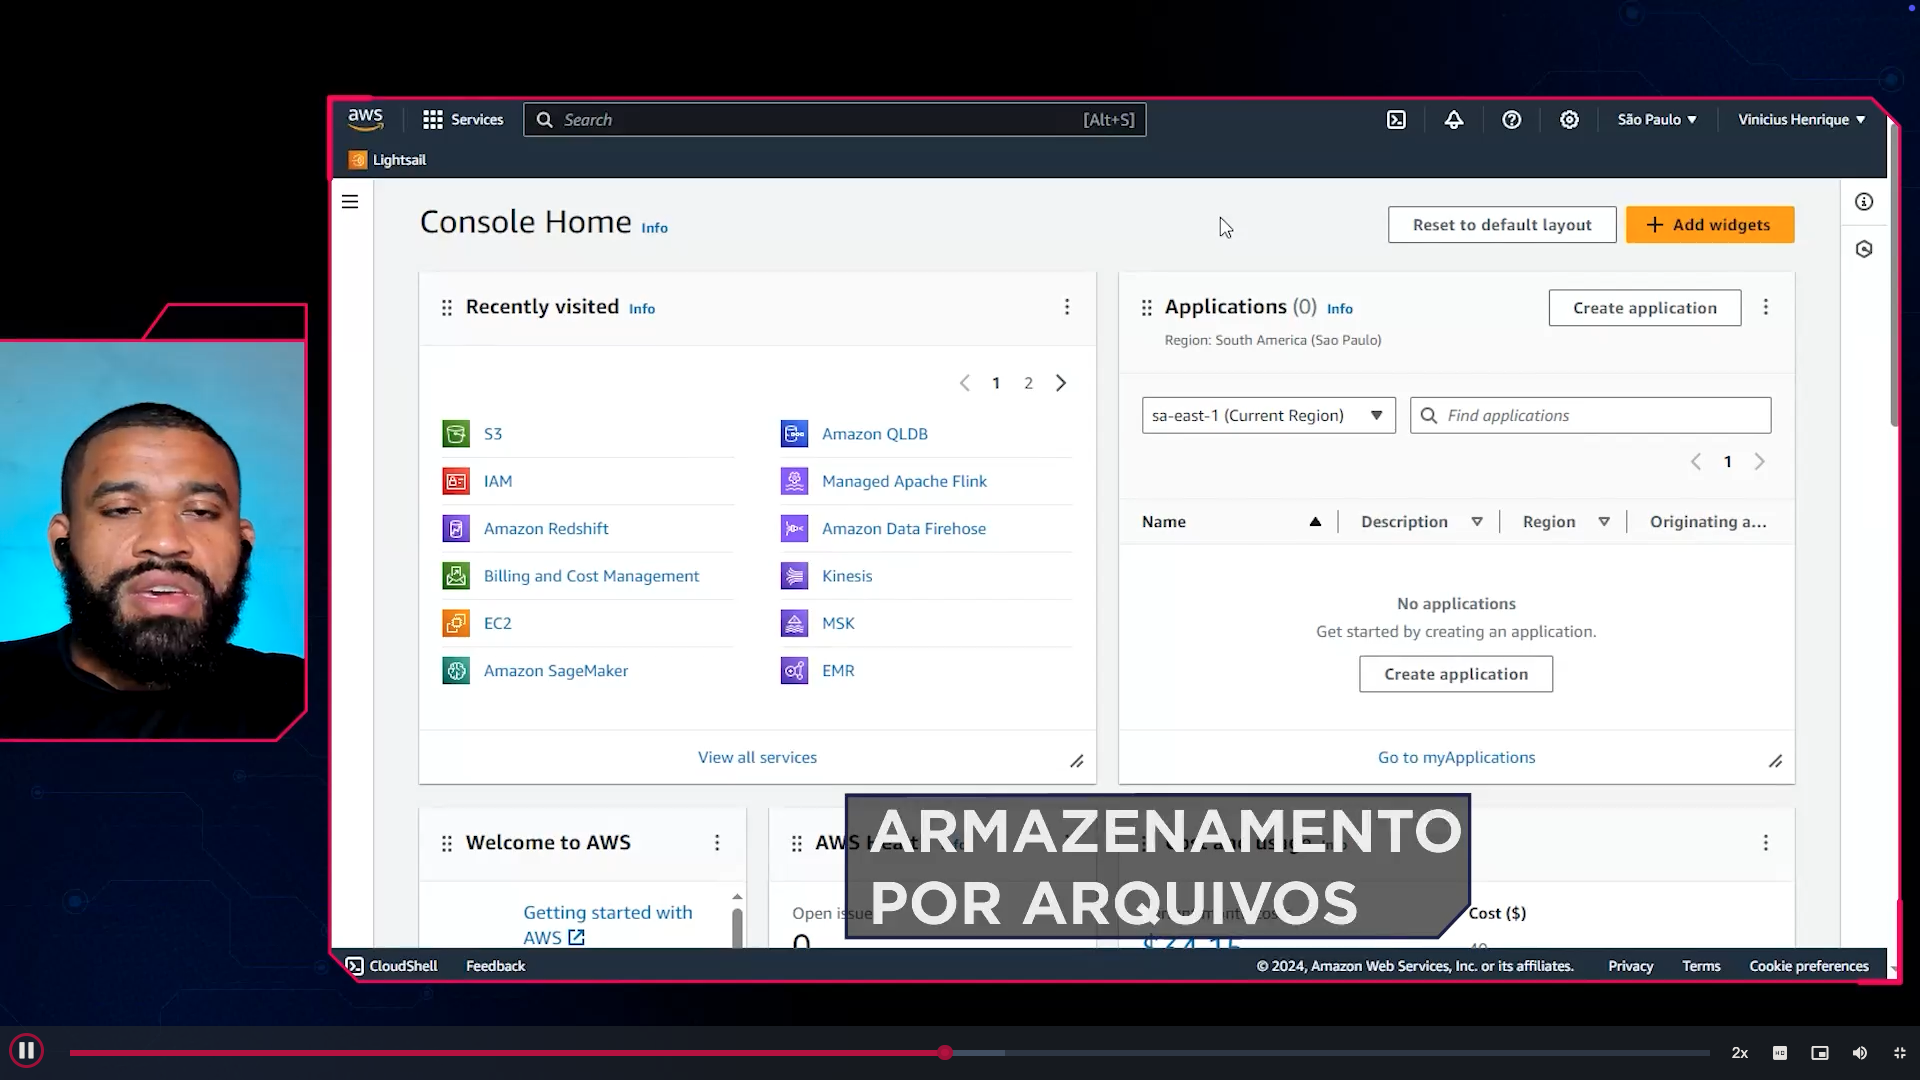 aws
Services
Search
[Alt+S]
São Paulo
Vinicius Henrique
Lightsail
Console Home Info
Reset to default layout
Add widgets
Recently visited Info
1 2
S3
IAM
Amazon Redshift
Billing and Cost Management
EC2
Amazon SageMaker
Amazon QLDB
Managed Apache Flink
Amazon Data Firehose
Kinesis
MSK
EMR
View all services
Applications (0) Info
Create application
Region: South America (Sao Paulo)
sa-east-1 (Current Region)
Find applications
1
Name
Description
Region
Originating a...
No applications
Get started by creating an application.
Create application
Go to myApplications
Welcome to AWS
Getting started with
AWS
AWS
Open issue
0
Cost ($)
ARMAZENAMENTO
POR ARQUIVOS
CloudShell
Feedback
© 2024, Amazon Web Services, Inc. or its affiliates.
Privacy
Terms
Cookie preferences
2x
HD